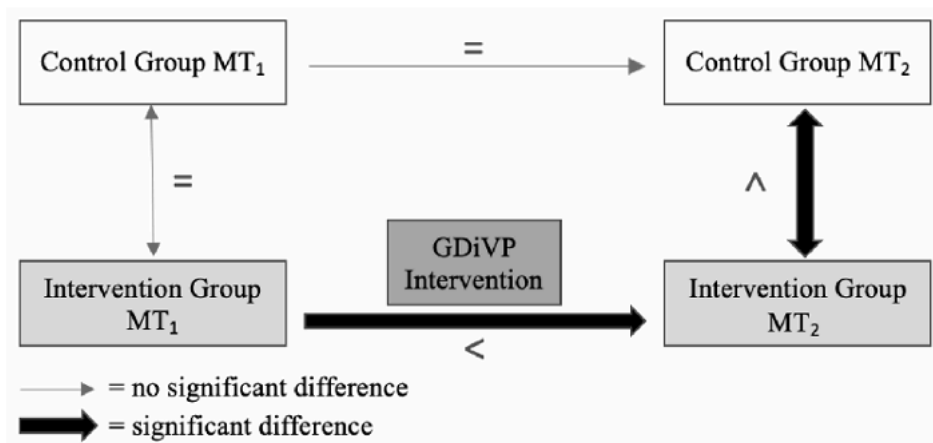 Control Group MT₁
=
Control Group MT₂
=
^
GDiVP
Intervention
Intervention Group
MT₁
<
Intervention Group
MT₂
= no significant difference
= significant difference